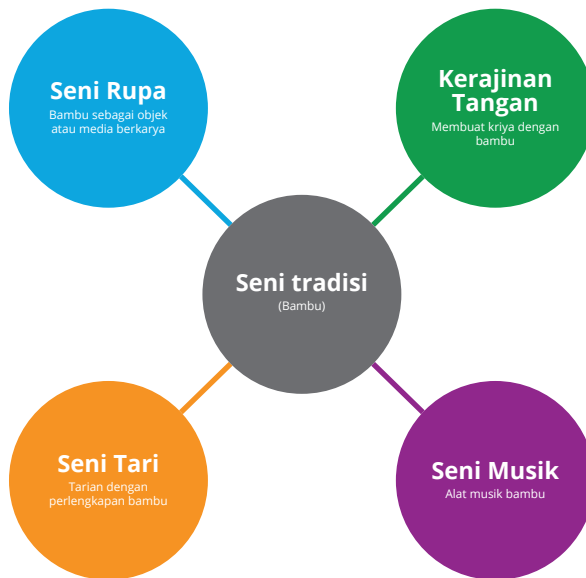 Seni Rupa
Bambu sebagai objek
atau media berkarya
Kerajinan
Tangan
Membuat kriya dengan
bambu
Seni tradisi
(Bambu)
Seni Tari
Tarian dengan
perlengkapan bambu
Seni Musik
Alat musik bambu